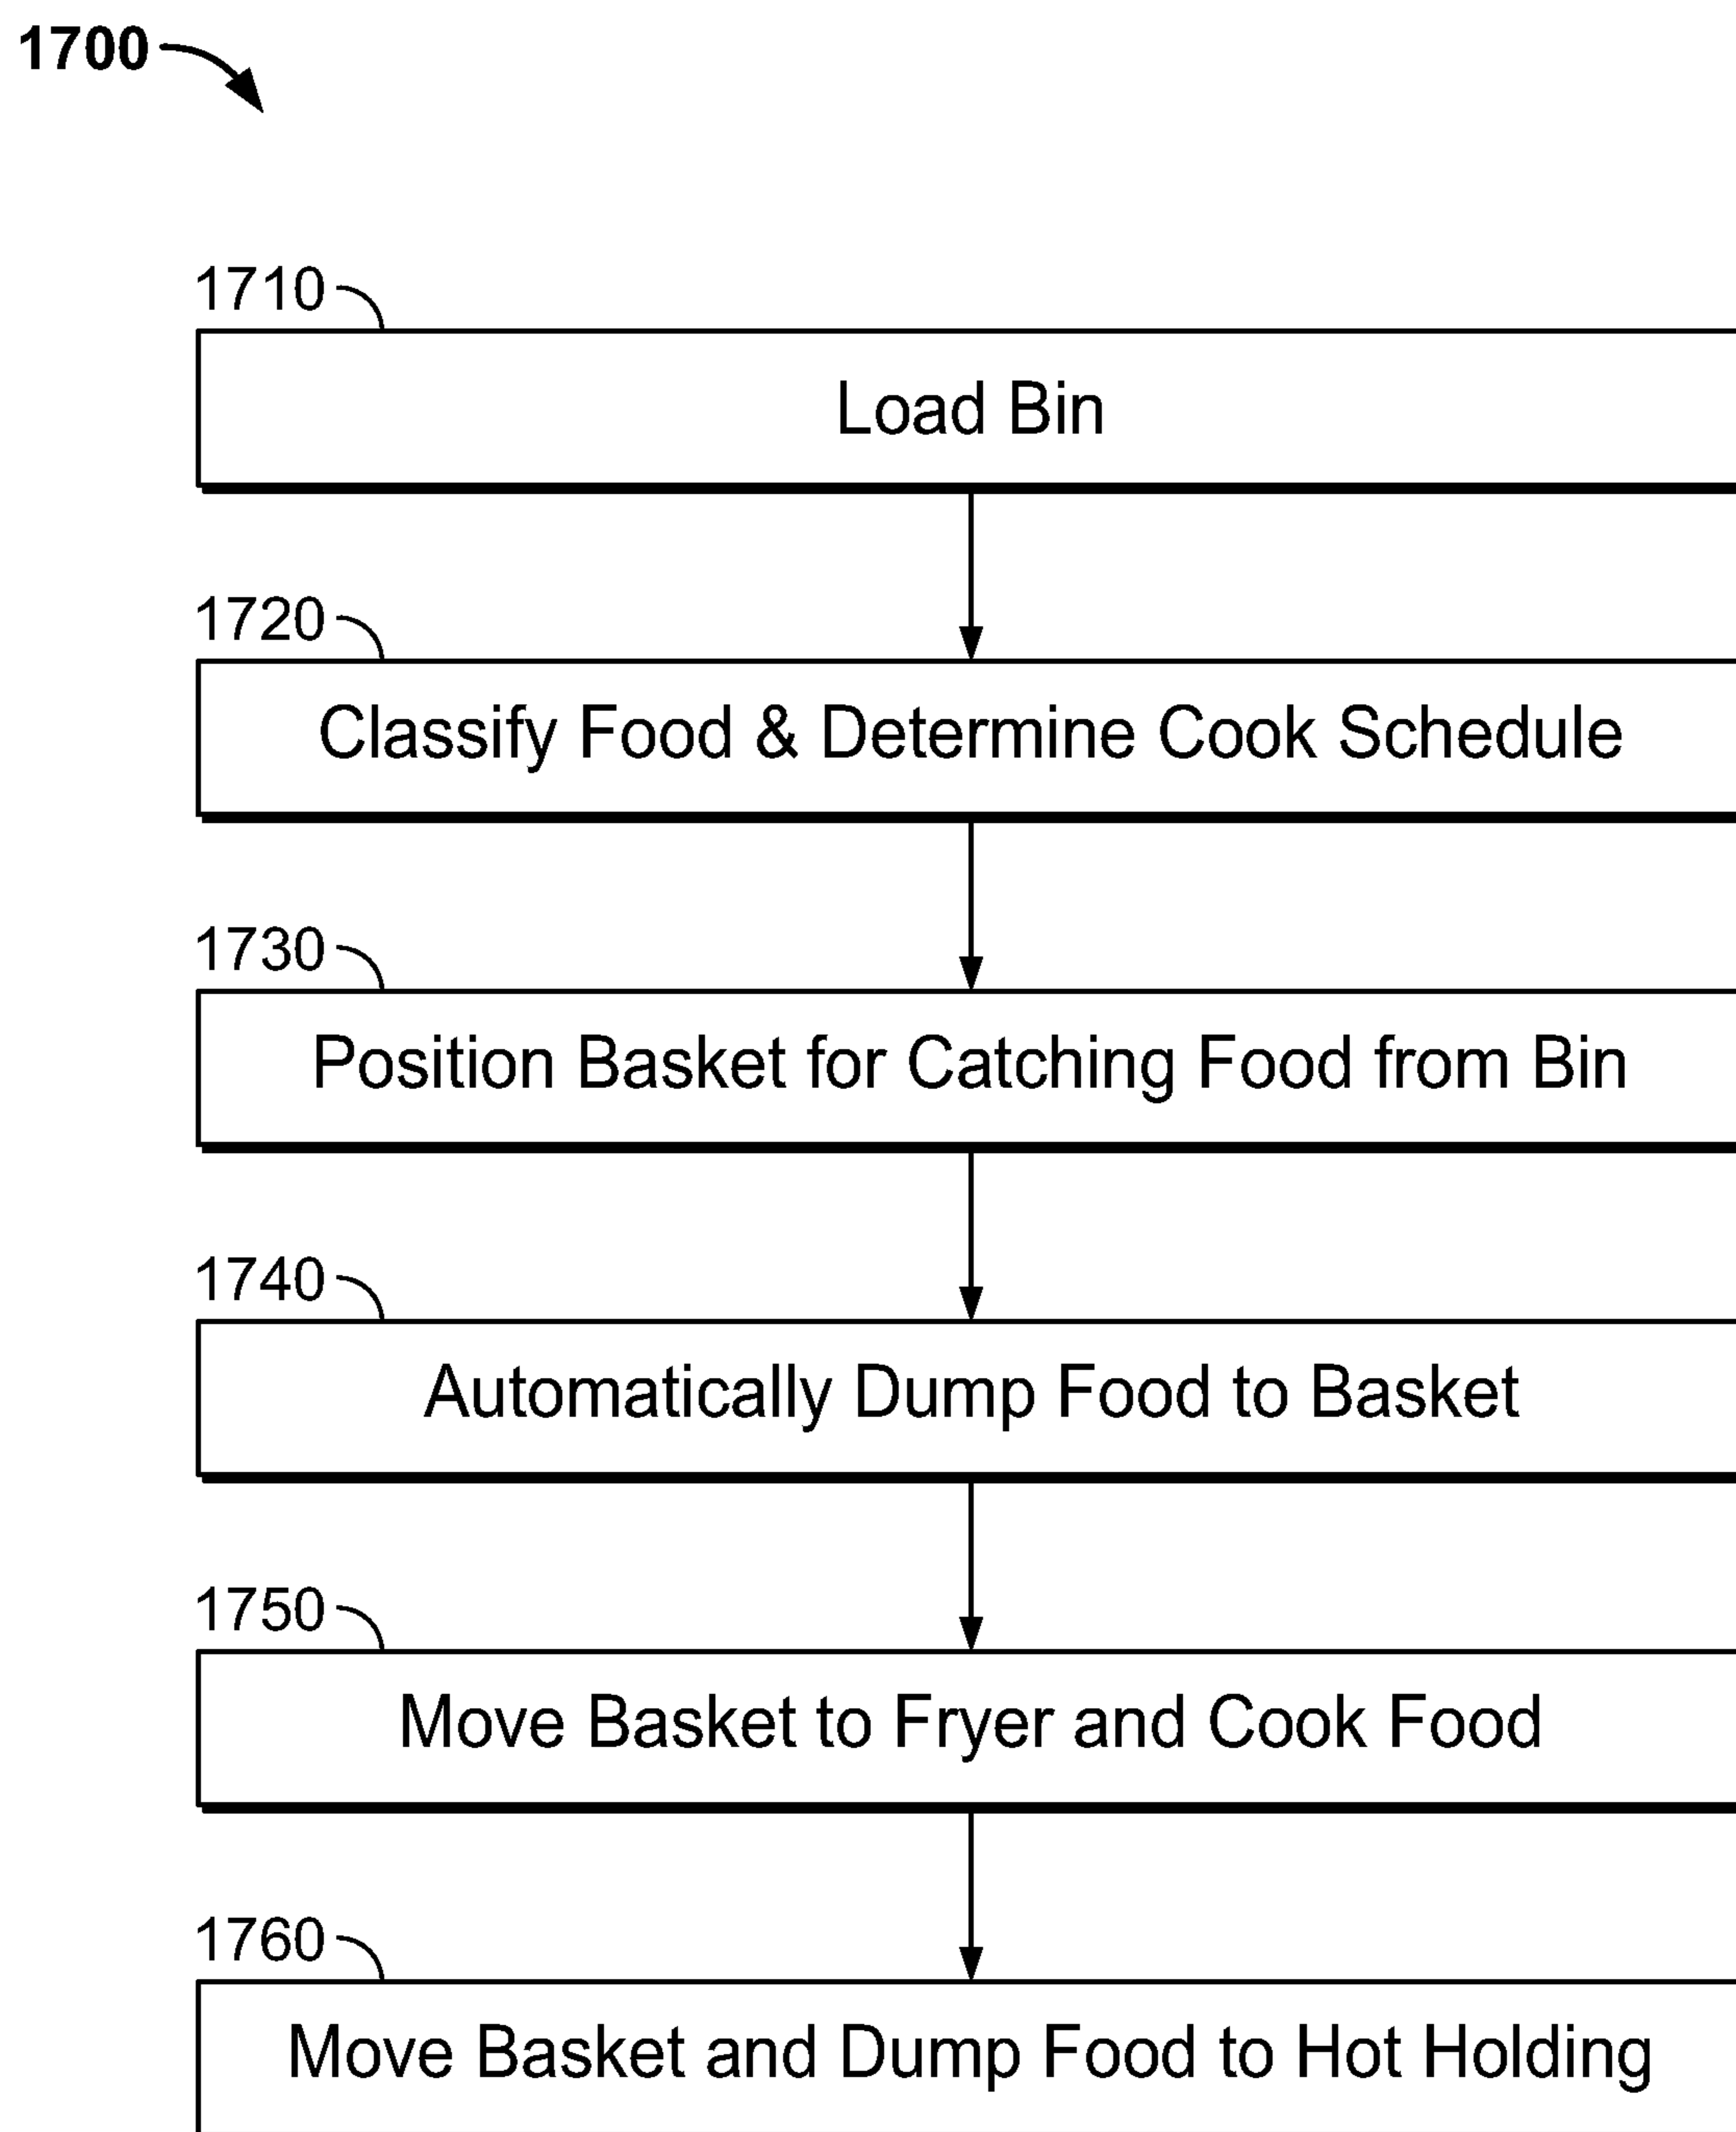 1700
1710
Load Bin
1720
Classify Food & Determine Cook Schedule
1730
Position Basket for Catching Food from Bin
1740
Automatically Dump Food to Basket
1750
Move Basket to Fryer and Cook Food
1760
Move Basket and Dump Food to Hot Holding